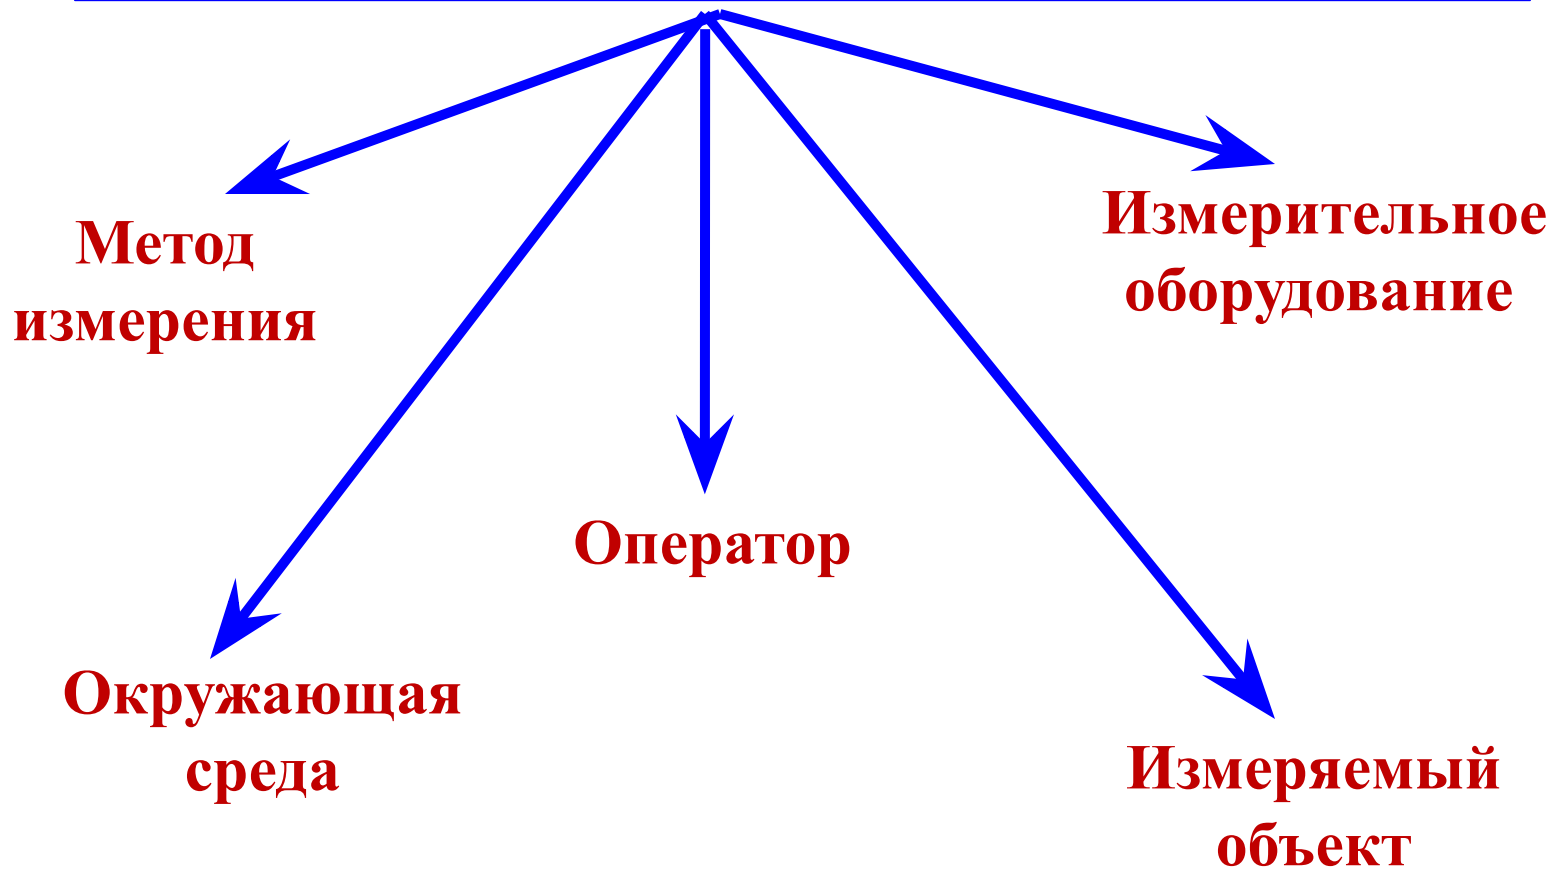 Метод
измерения
Измерительное
оборудование
Оператор
Окружающая
среда
Измеряемый
объект